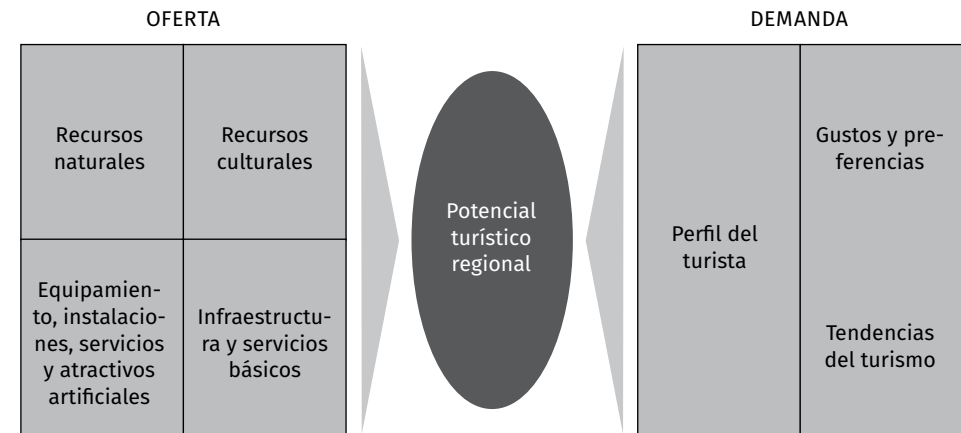 OFERTA
DEMANDA
Recursos
naturales
Recursos
culturales
Equipamien-
to, instalacio-
nes, servicios
y atractivos
artificiales
Infraestructu-
ra y servicios
básicos
Potencial
turístico
regional
Perfil del
turista
Gustos y pre-
ferencias
Tendencias
del turismo